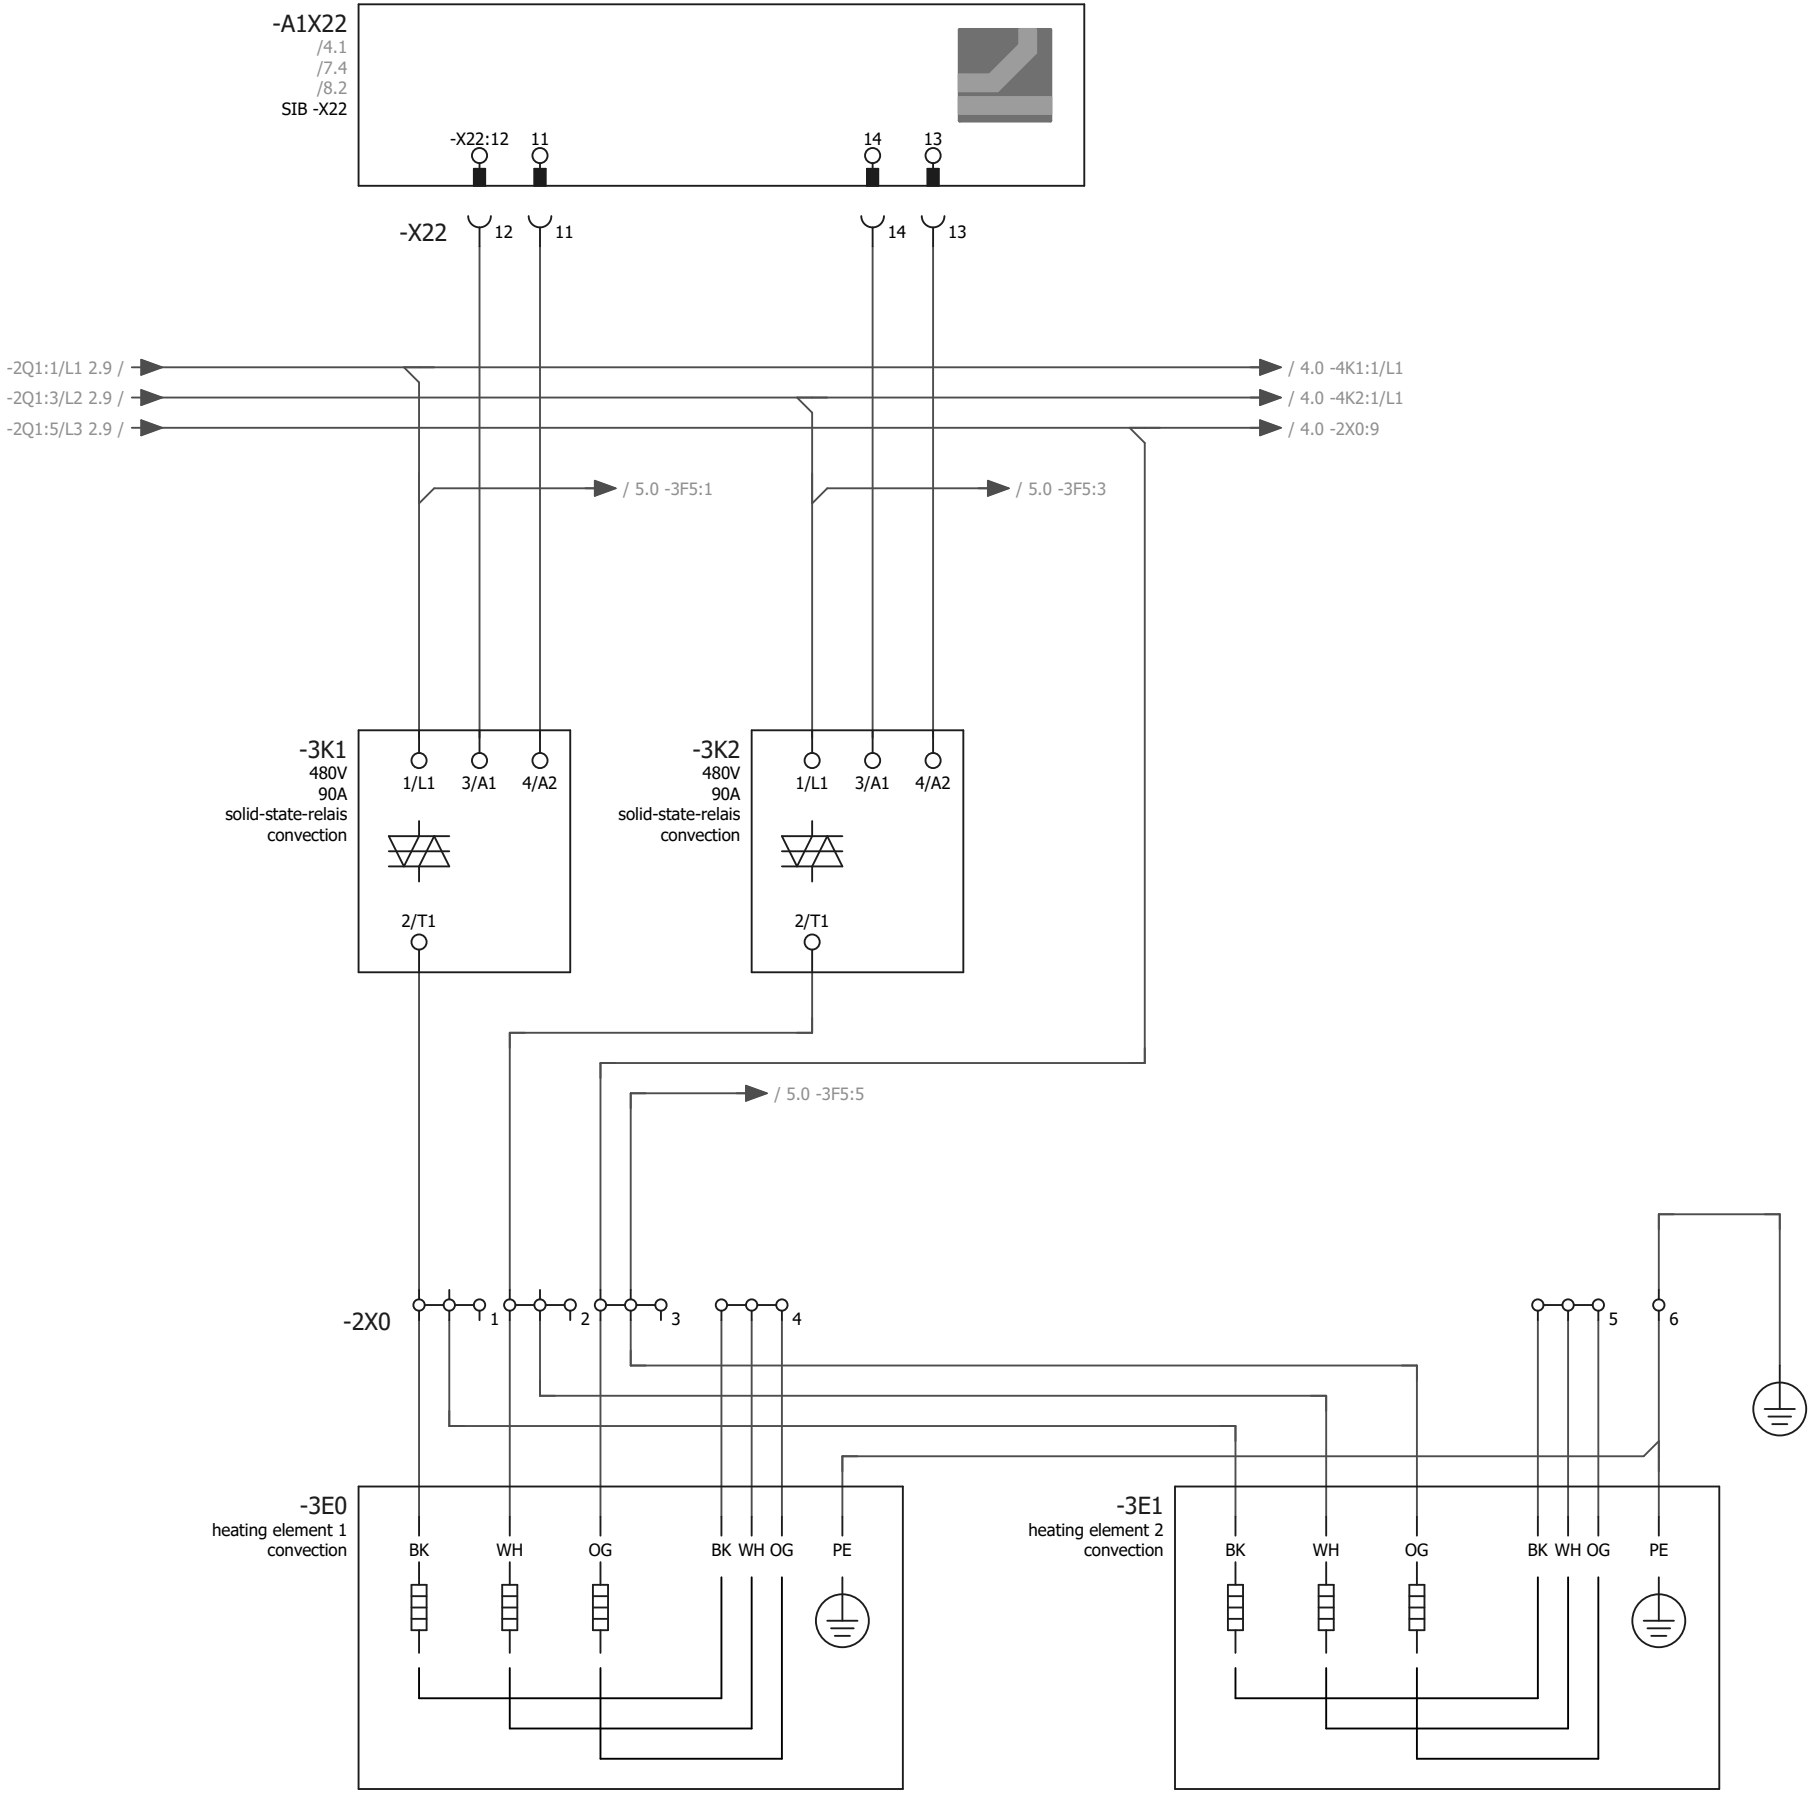 -A1X22
/4.1
/7.4
/8.2
SIB -X22
-X22:12 11 14 13
-X22 12 11 14 13
-2Q1:1/L1 2.9 / / 4.0 -4K1:1/L1
-2Q1:3/L2 2.9 / / 4.0 -4K2:1/L1
-2Q1:5/L3 2.9 / / 4.0 -2X0:9
/ 5.0 -3F5:1 / 5.0 -3F5:3
-3K1
480V
90A
solid-state-relais
convection
1/L1 3/A1 4/A2
2/T1
-3K2
480V
90A
solid-state-relais
convection
1/L1 3/A1 4/A2
2/T1
/ 5.0 -3F5:5
-2X0 1 2 3 4 5 6
-3E0
heating element 1
convection
BK WH OG BK WH OG PE
-3E1
heating element 2
convection
BK WH OG BK WH OG PE